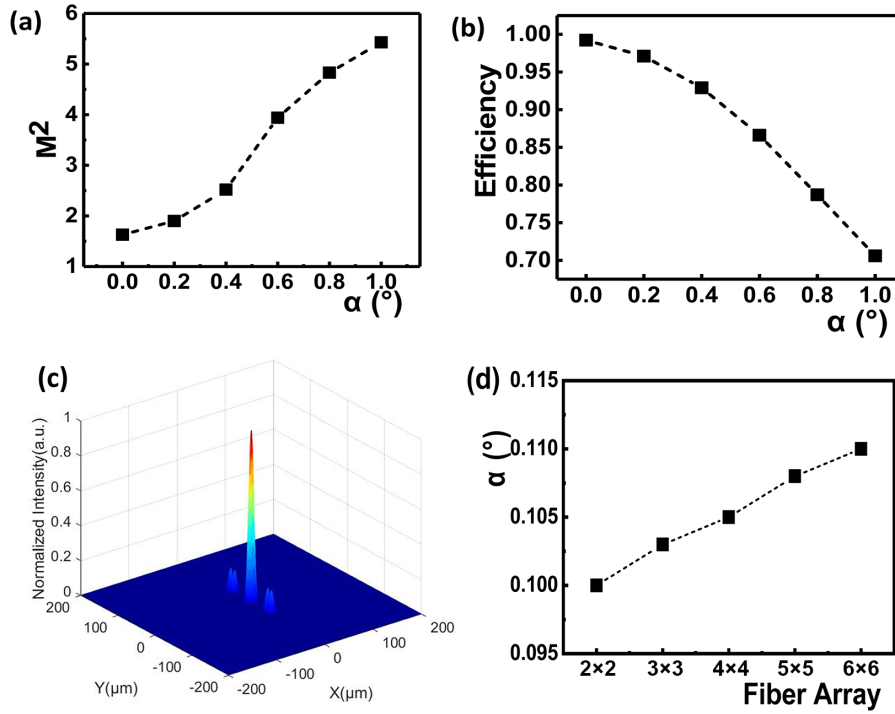 (a)
6
5
4
3
2
1
M²
0.0 0.2 0.4 0.6 0.8 1.0
α (°)
(b)
1.00
0.95
0.90
0.85
0.80
0.75
0.70
Efficiency
0.0 0.2 0.4 0.6 0.8 1.0
α (°)
(c)
1
0.8
0.6
0.4
0.2
0
Normalized Intensity(a.u.)
200
100
0
-100
-200
Y(μm)
-200
-100
0
100
200
X(μm)
(d)
0.115
0.110
0.105
0.100
0.095
α (°)
2×2 3×3 4×4 5×5 6×6
Fiber Array